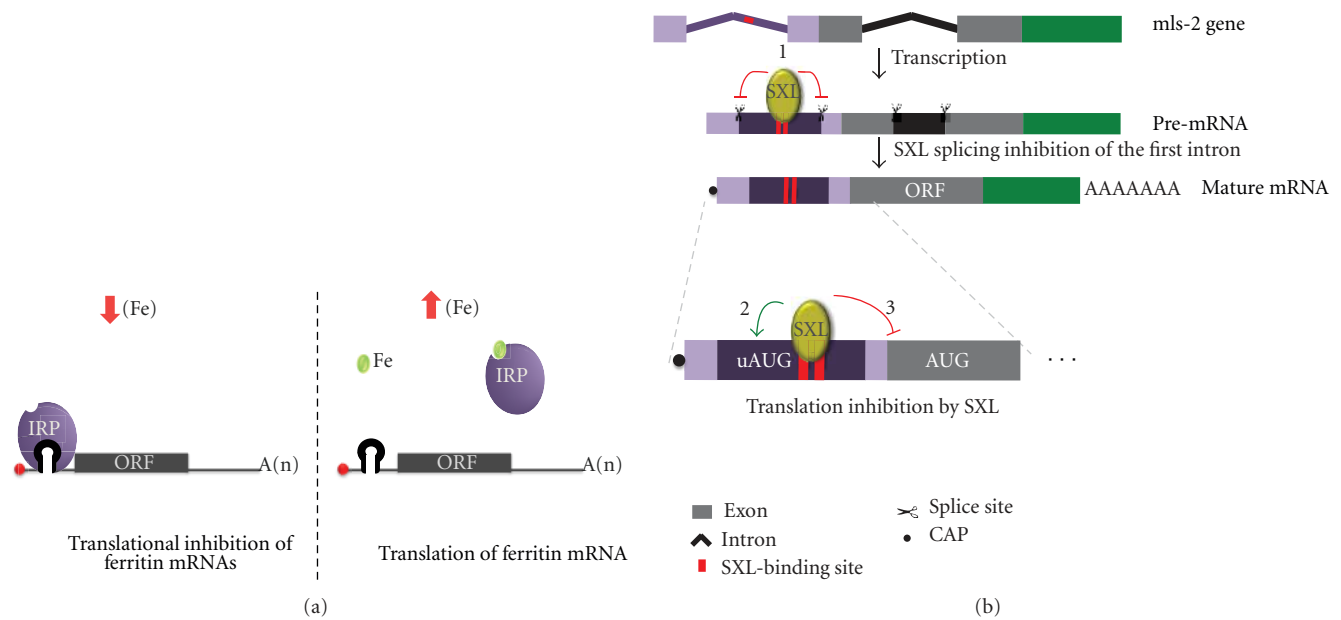 (Fe)
IRP
ORF
A(n)
Translational inhibition of
ferritin mRNAs
(Fe)
Fe
IRP
ORF
A(n)
Translation of ferritin mRNA
(a)
mls-2 gene
Transcription
1
SXL
Pre-mRNA
SXL splicing inhibition of the first intron
ORF
AAAAAAA
Mature mRNA
2
SXL
3
uAUG
AUG
. . .
Translation inhibition by SXL
Exon
Intron
SXL-binding site
Splice site
CAP
(b)